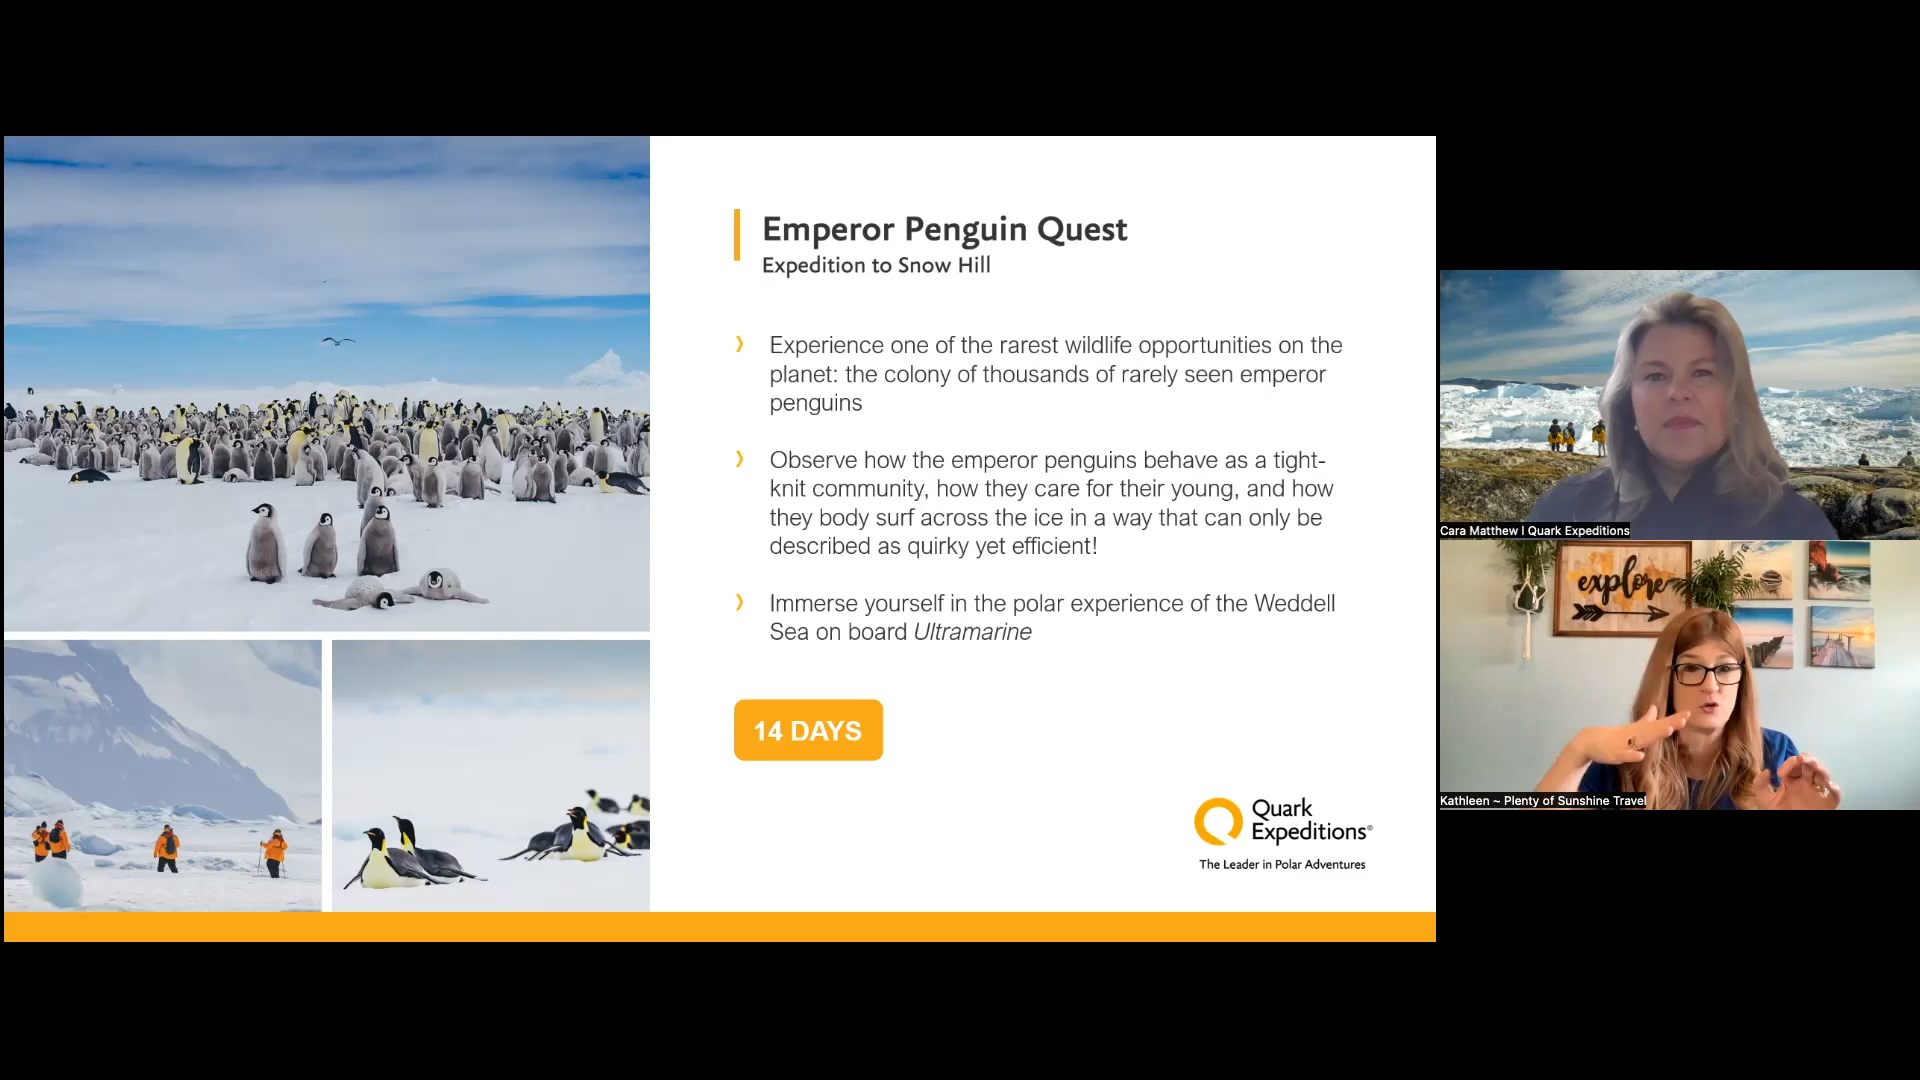 Emperor Penguin Quest
Expedition to Snow Hill
Experience one of the rarest wildlife opportunities on the
planet: the colony of thousands of rarely seen emperor
penguins
Observe how the emperor penguins behave as a tight-
knit community, how they care for their young, and how
they body surf across the ice in a way that can only be
described as quirky yet efficient!
Immerse yourself in the polar experience of the Weddell
Sea on board Ultramarine
14 DAYS
Quark
Expeditions®
The Leader in Polar Adventures
Cara Matthew | Quark Expeditions
explore
Kathleen ~ Plenty of Sunshine Travel